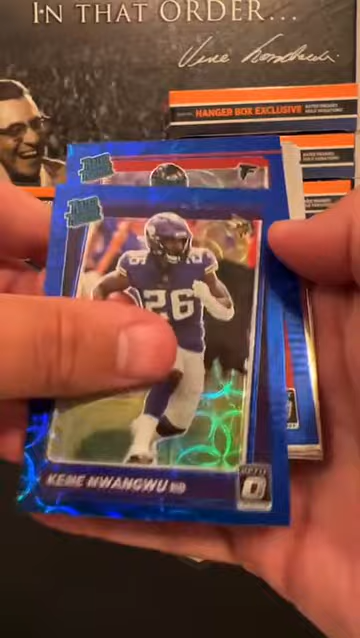 IN THAT ORDER...
Vince Lombardi
HANGER BOX EXCLUSIVE
RATED
ROOKIE
RATED
ROOKIE
26
KENE NWANGWU RB
OPTIC